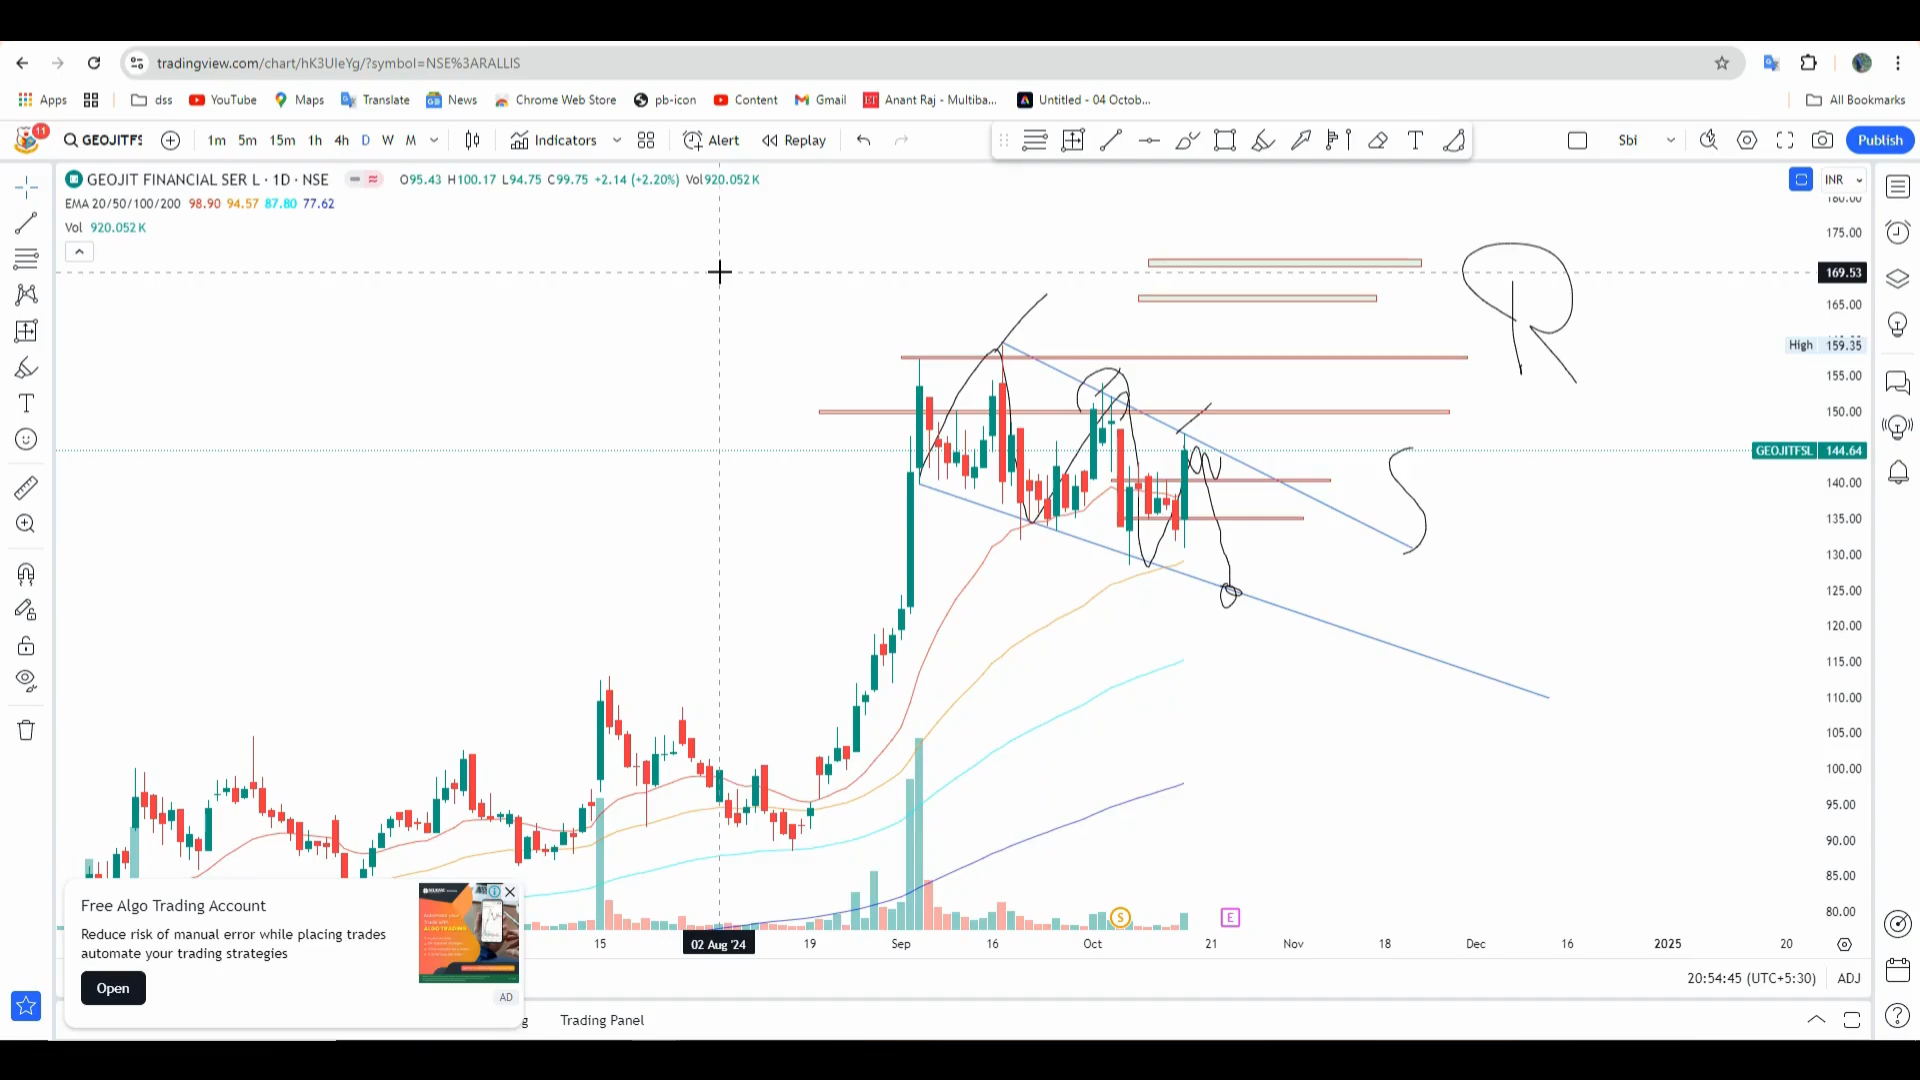 tradingview.com/chart/hK3UIeYg/?symbol=NSE%3ARALLIS
Apps dss YouTube Maps Translate News Chrome Web Store pb-icon Content Gmail Anant Raj - Multiba... Untitled - 04 Octob... All Bookmarks
11 GEOJITFS 1m 5m 15m 1h 4h D W M Indicators Alert Replay Sbi Publish
GEOJIT FINANCIAL SER L · 1D · NSE O95.43 H100.17 L94.75 C99.75 +2.14 (+2.20%) Vol920.052K INR
EMA 20/50/100/200 98.90 94.57 87.80 77.62
Vol 920.052K
180.00
175.00
169.53
165.00
High 159.35
155.00
150.00
GEOJITFSL 144.64
140.00
135.00
130.00
125.00
120.00
115.00
110.00
105.00
100.00
95.00
90.00
85.00
80.00
R
S
S E
15 02 Aug '24 19 Sep 16 Oct 21 Nov 18 Dec 16 2025 20
Free Algo Trading Account
Reduce risk of manual error while placing trades
automate your trading strategies
Open
AD
20:54:45 (UTC+5:30) ADJ
g Trading Panel